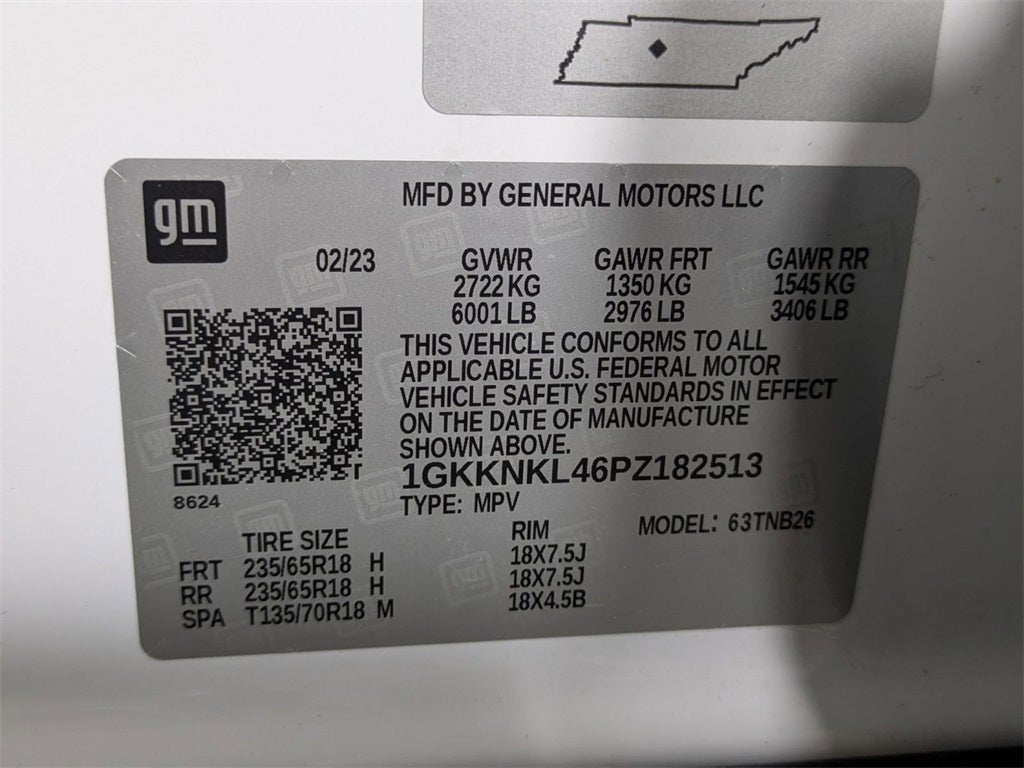 gm
MFD BY GENERAL MOTORS LLC
02/23 GVWR GAWR FRT GAWR RR
2722 KG 1350 KG 1545 KG
6001 LB 2976 LB 3406 LB
THIS VEHICLE CONFORMS TO ALL
APPLICABLE U.S. FEDERAL MOTOR
VEHICLE SAFETY STANDARDS IN EFFECT
ON THE DATE OF MANUFACTURE
SHOWN ABOVE.
1GKKNKL46PZ182513
8624
TYPE: MPV
MODEL: 63TNB26
TIRE SIZE RIM
FRT 235/65R18 H 18X7.5J
RR 235/65R18 H 18X7.5J
SPA T135/70R18 M 18X4.5B